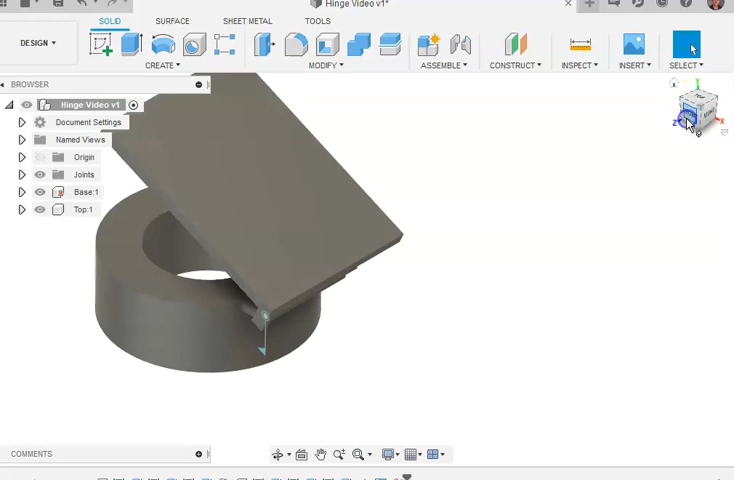 Hinge Video v1*
SOLID SURFACE SHEET METAL TOOLS
DESIGN
CREATE MODIFY ASSEMBLE CONSTRUCT INSPECT INSERT SELECT
BROWSER
Hinge Video v1
Document Settings
Named Views
Origin
Joints
Base:1
Top:1
TOP
Z
X
Y
COMMENTS